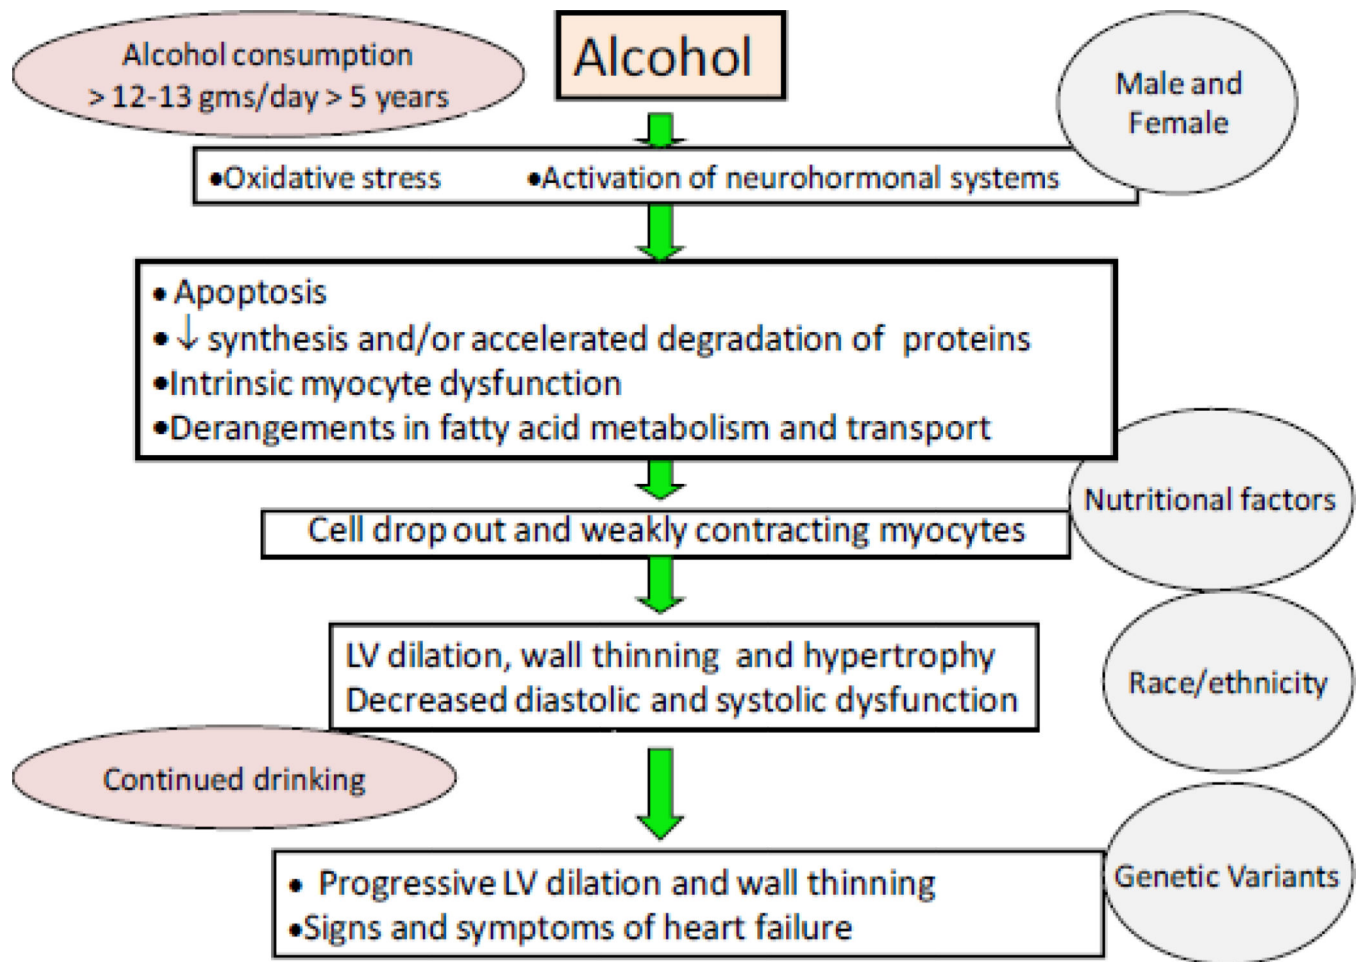 Alcohol consumption
> 12-13 gms/day > 5 years
Alcohol
Male and
Female
•Oxidative stress •Activation of neurohormonal systems
• Apoptosis
• ↓ synthesis and/or accelerated degradation of proteins
•Intrinsic myocyte dysfunction
•Derangements in fatty acid metabolism and transport
Nutritional factors
Cell drop out and weakly contracting myocytes
LV dilation, wall thinning and hypertrophy
Decreased diastolic and systolic dysfunction
Race/ethnicity
Continued drinking
• Progressive LV dilation and wall thinning
•Signs and symptoms of heart failure
Genetic Variants